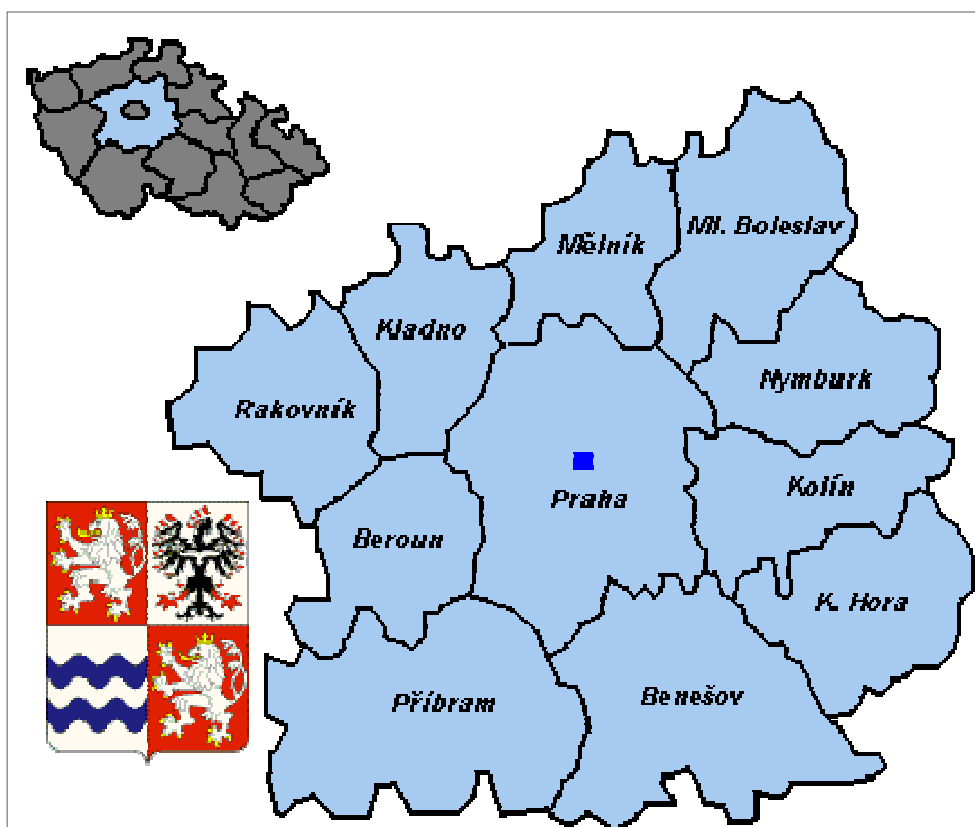 Ml. Boleslav
Mělník
Kladno
Nymburk
Rakovník
Kolín
Praha
Beroun
K. Hora
Benešov
Příbram